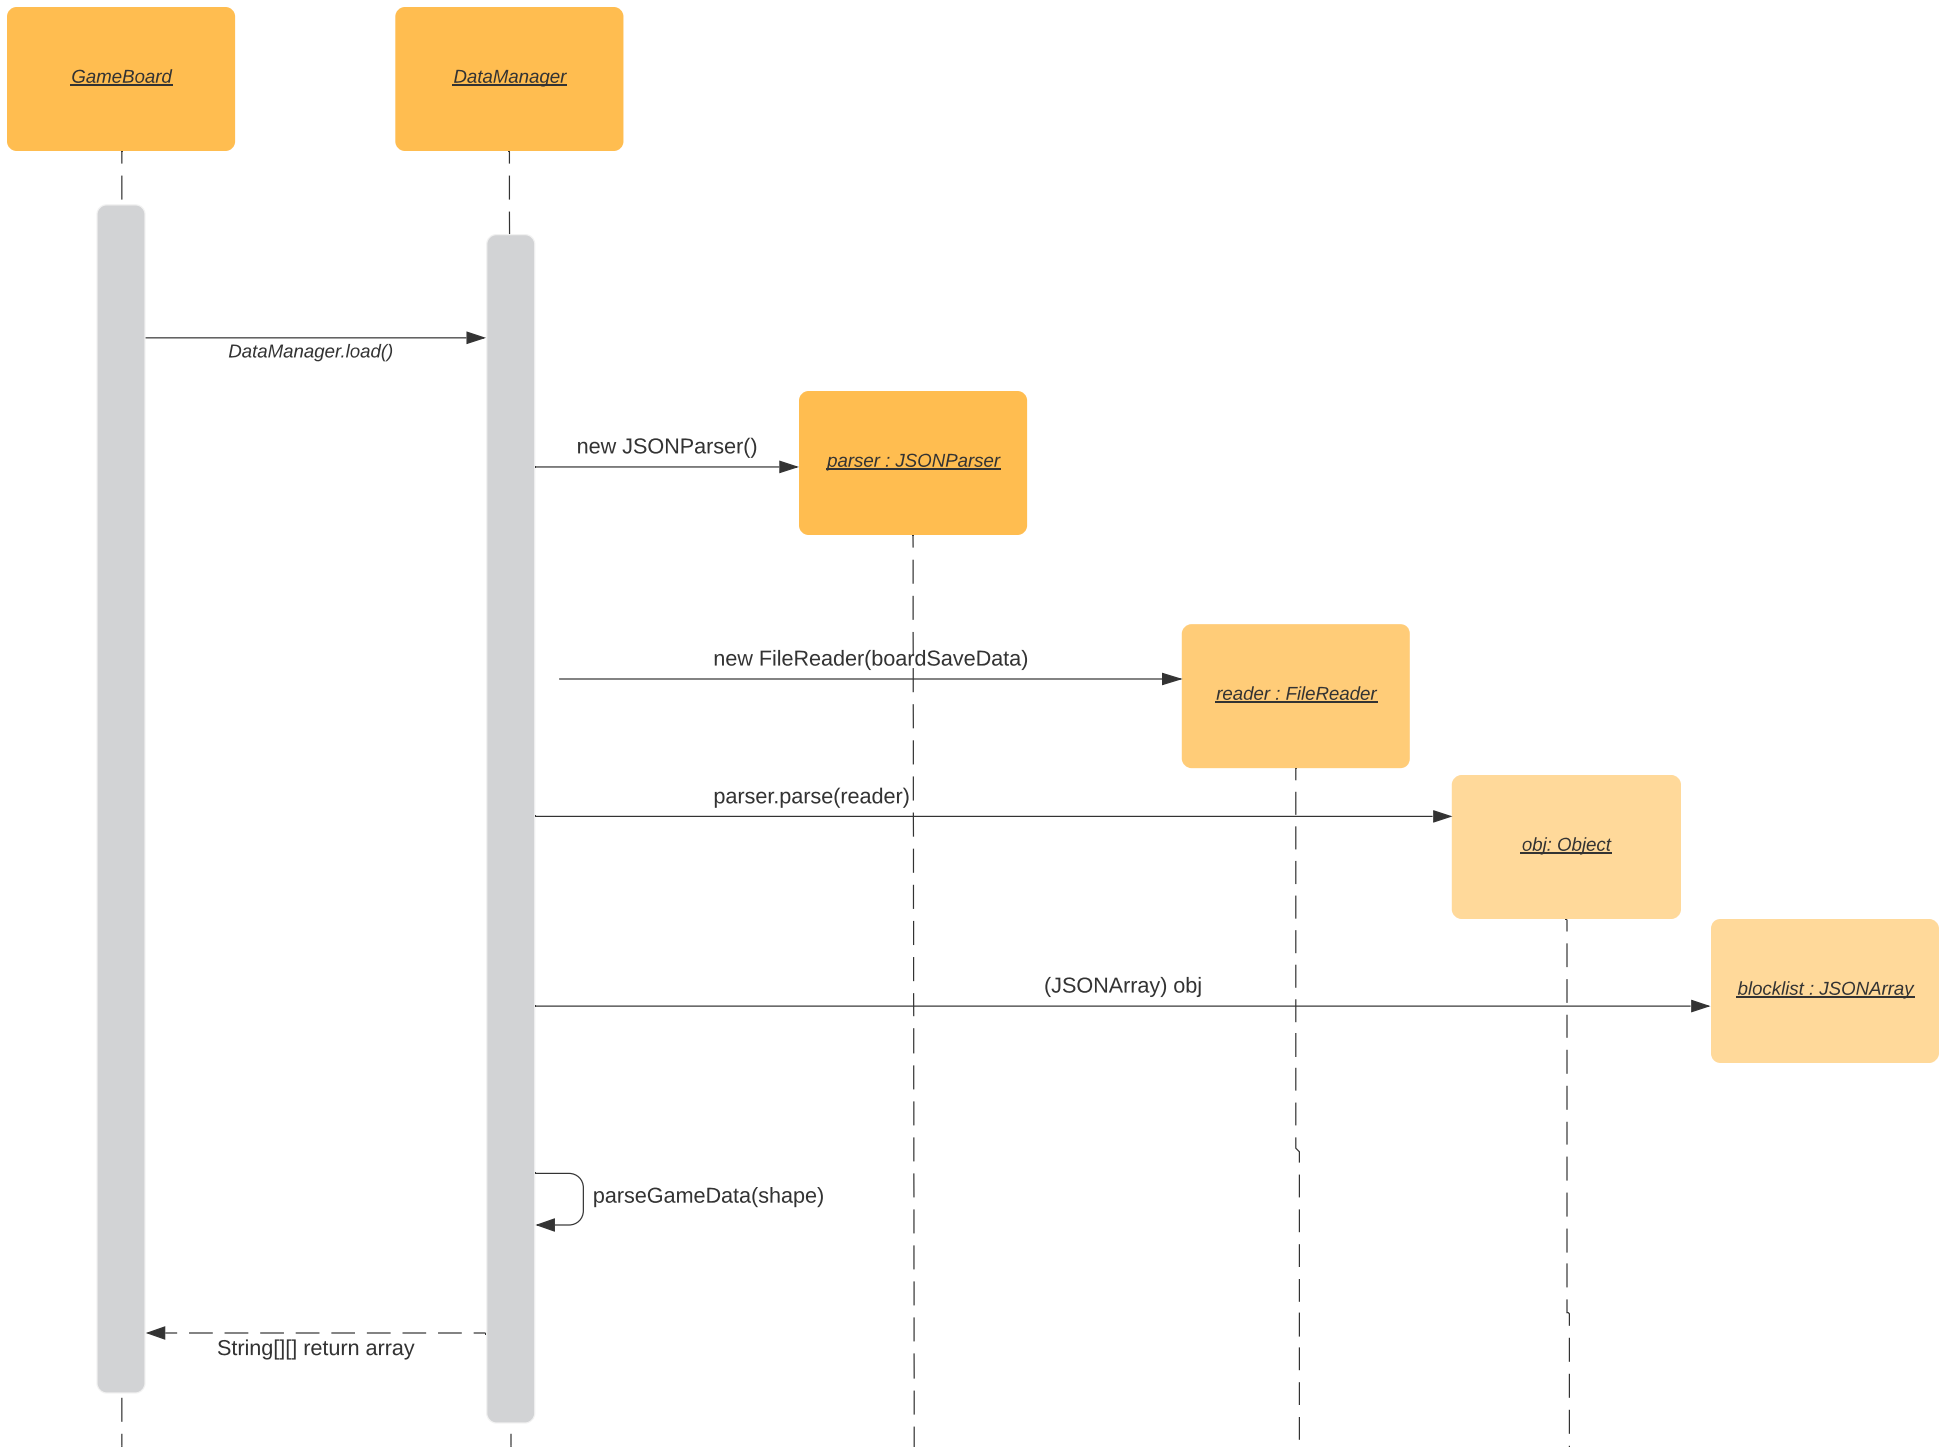 GameBoard
DataManager
DataManager.load()
new JSONParser()
parser : JSONParser
new FileReader(boardSaveData)
reader : FileReader
parser.parse(reader)
obj: Object
(JSONArray) obj
blocklist : JSONArray
parseGameData(shape)
String[][] return array